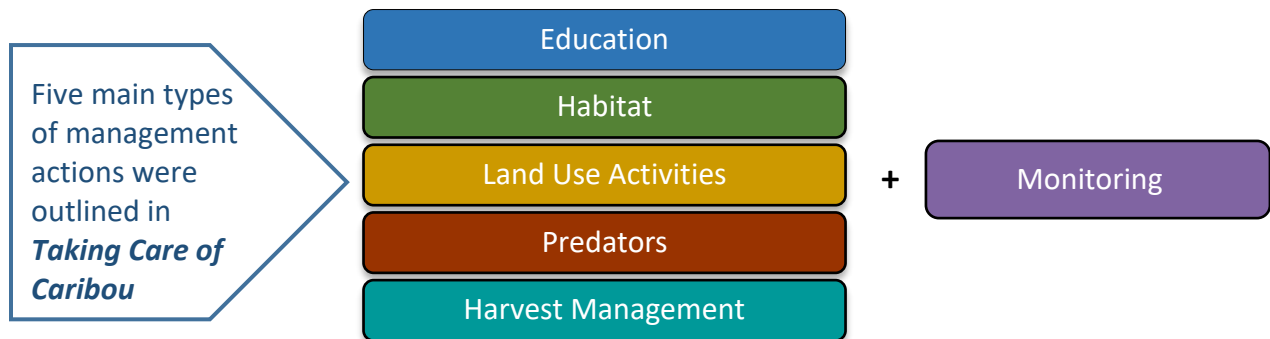 Five main types
of management
actions were
outlined in
Taking Care of
Caribou
Education
Habitat
Land Use Activities
Predators
Harvest Management
+
Monitoring